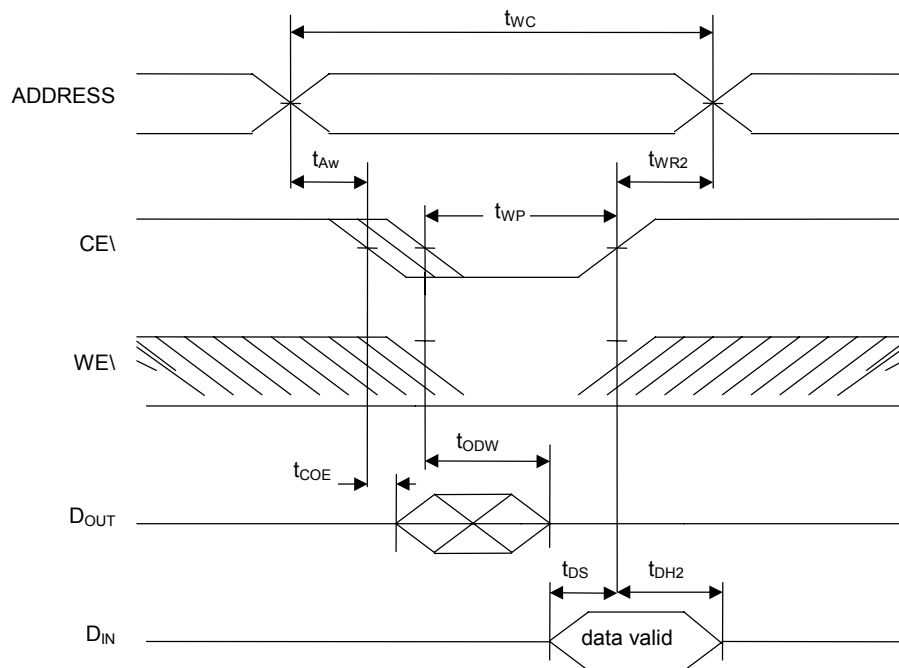 tWC
ADDRESS
tAw
tWR2
tWP
CE\
WE\
tODW
tCOE
DOUT
tDS
tDH2
DIN
data valid